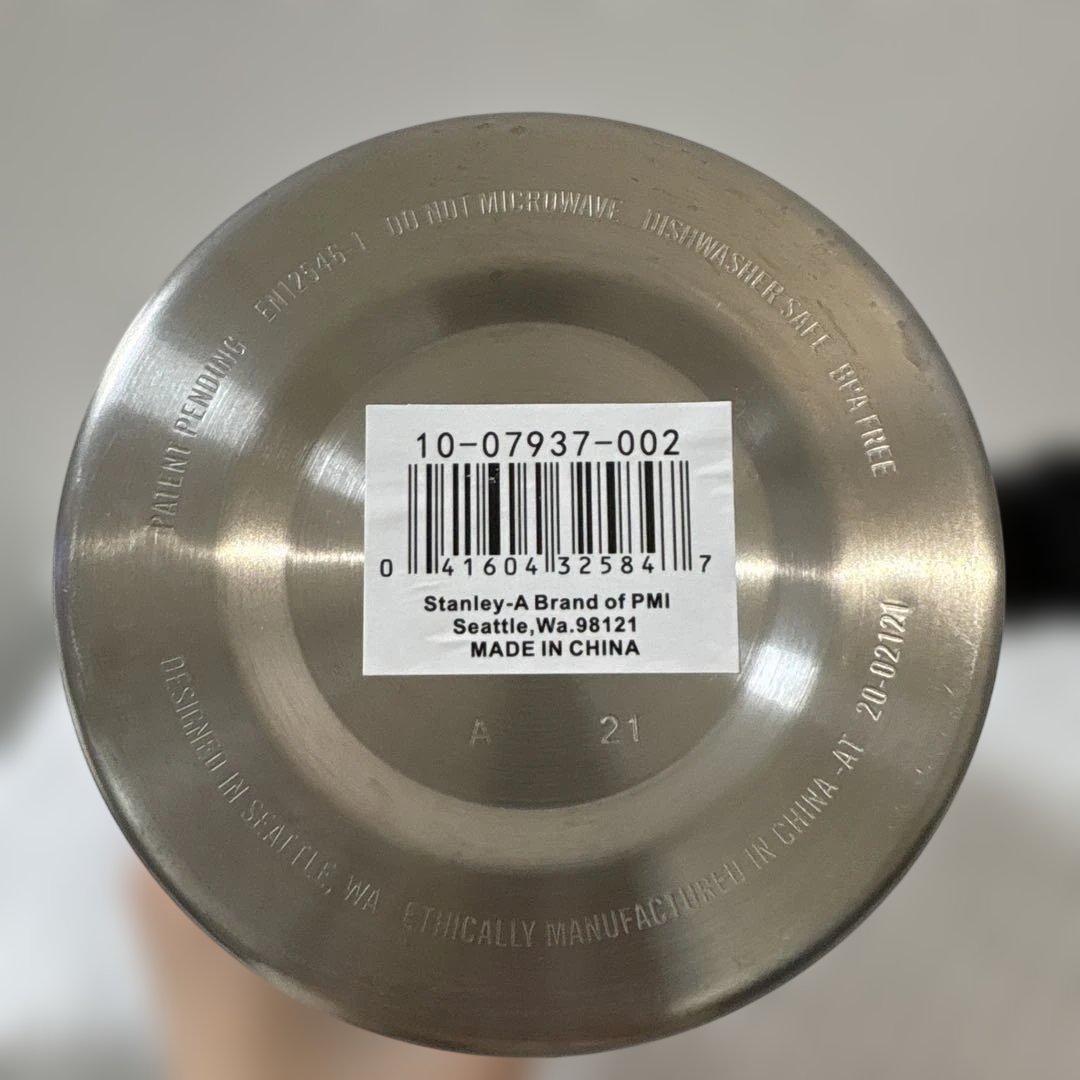 PATENT PENDING EN12546-1 DO NOT MICROWAVE DISHWASHER SAFE BPA FREE
10-07937-002
0 41604 32584 7
Stanley-A Brand of PMI
Seattle,Wa.98121
MADE IN CHINA
A 21
DESIGNED IN SEATTLE, WA ETHICALLY MANUFACTURED IN CHINA -AT 20-02121